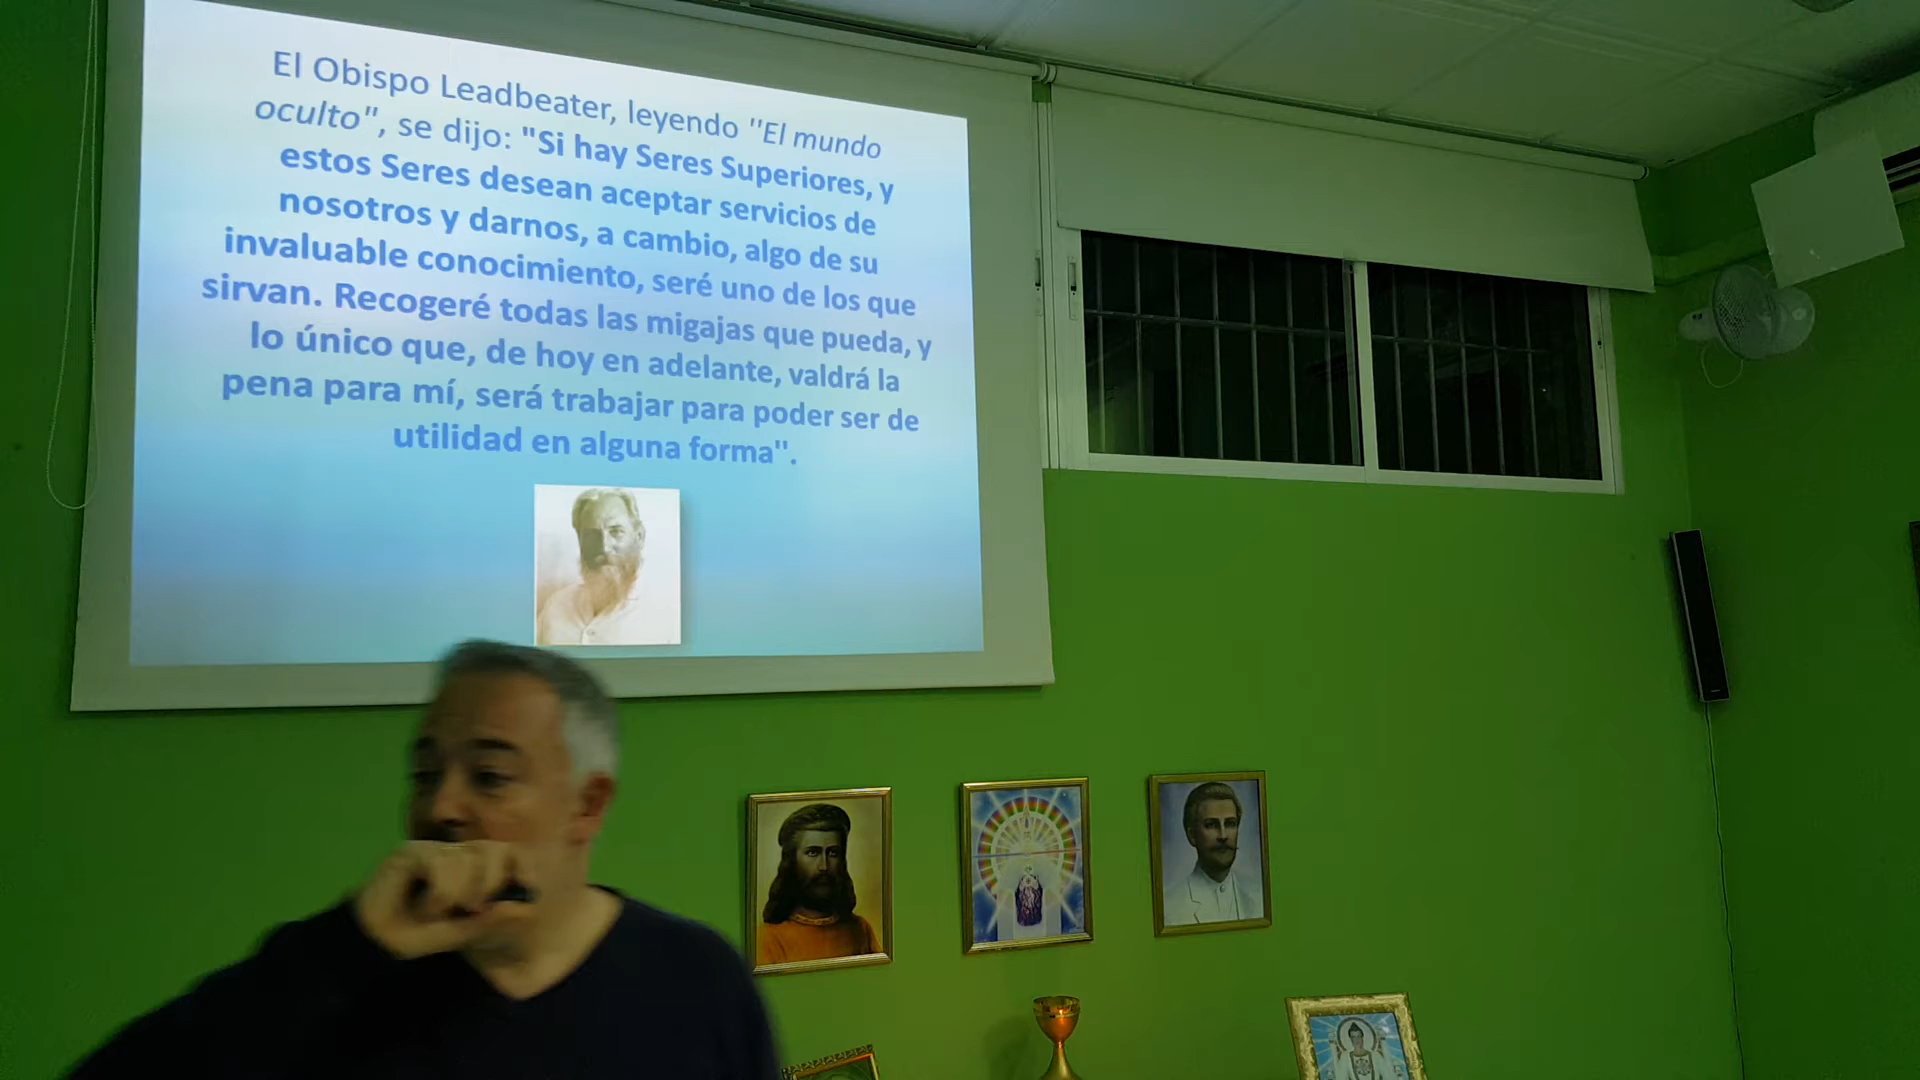 El Obispo Leadbeater, leyendo "El mundo
oculto", se dijo: "Si hay Seres Superiores, y
estos Seres desean aceptar servicios de
nosotros y darnos, a cambio, algo de su
invaluable conocimiento, seré uno de los que
sirvan. Recogeré todas las migajas que pueda, y
lo único que, de hoy en adelante, valdrá la
pena para mí, será trabajar para poder ser de
utilidad en alguna forma".